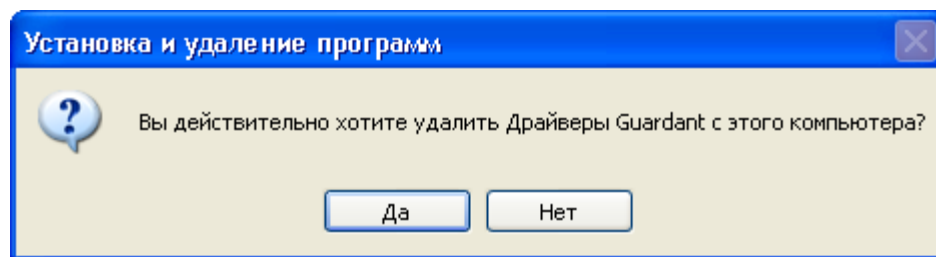 Установка и удаление программ
Вы действительно хотите удалить Драйверы Guardant с этого компьютера?
Да
Нет